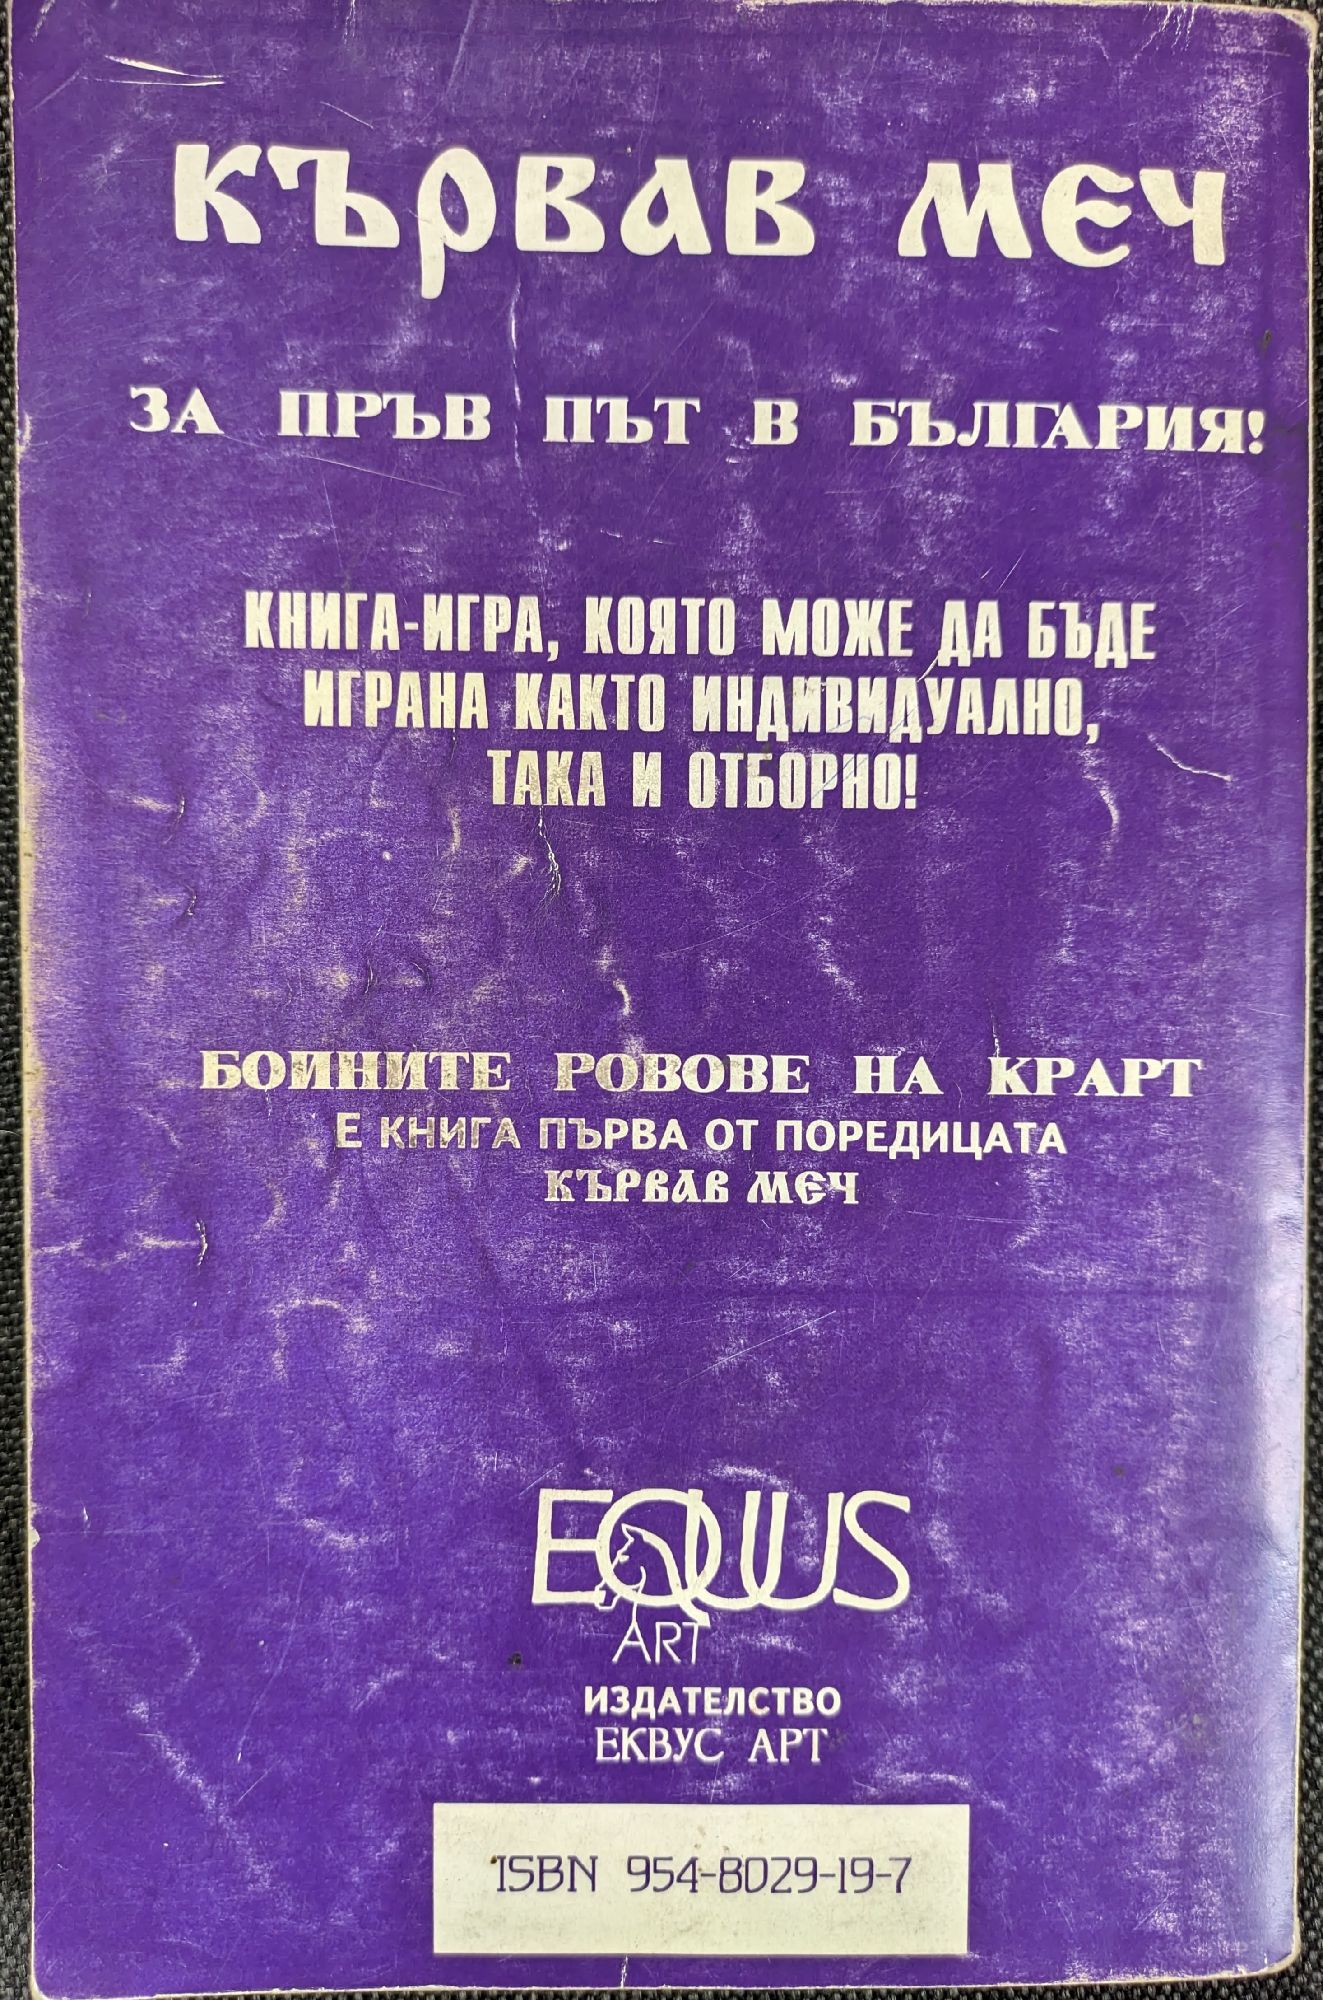 КЪРВАВ МЕЧ
ЗА ПРЪВ ПЪТ В БЪЛГАРИЯ!
КНИГА-ИГРА, КОЯТО МОЖЕ ДА БЪДЕ
ИГРАНА КАКТО ИНДИВИДУАЛНО,
ТАКА И ОТБОРНО!
БОЙНИТЕ РОВОВЕ НА КРАРТ
Е КНИГА ПЪРВА ОТ ПОРЕДИЦАТА
КЪРВАВ МЕЧ
EQUUS
ART
ИЗДАТЕЛСТВО
ЕКВУС АРТ
ISBN 954-8029-19-7